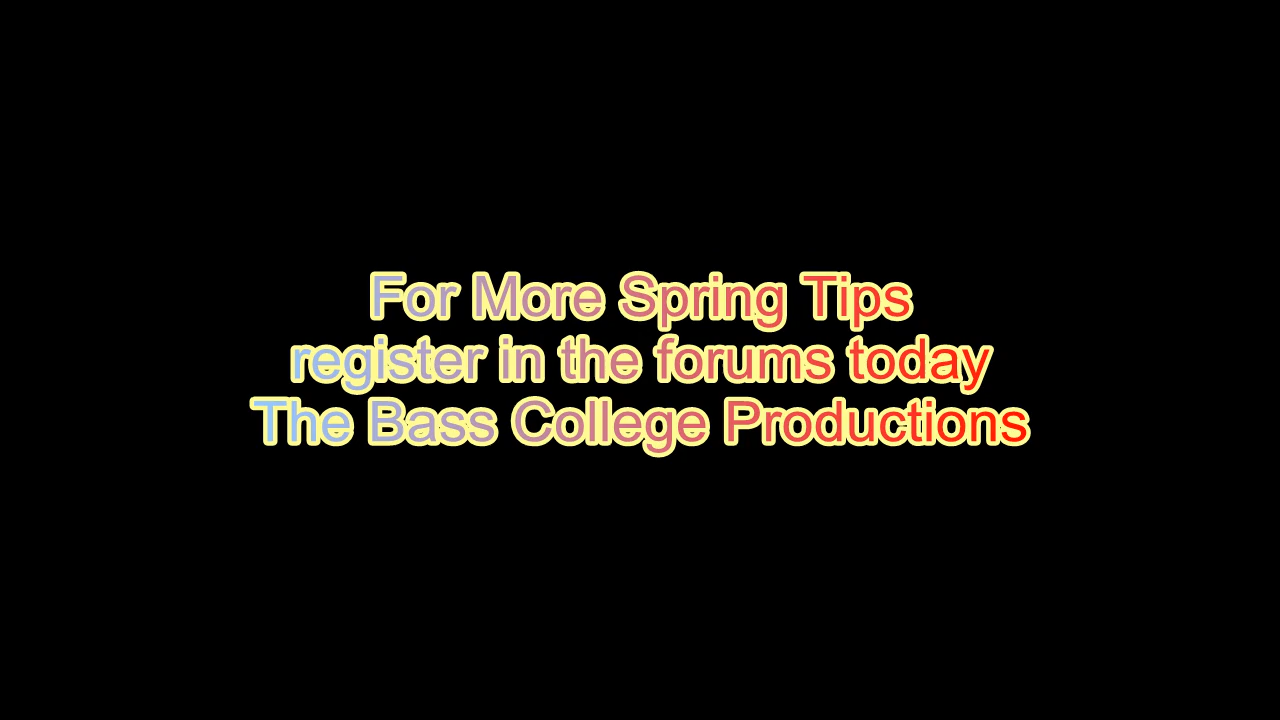 For More Spring Tips
register in the forums today
The Bass College Productions